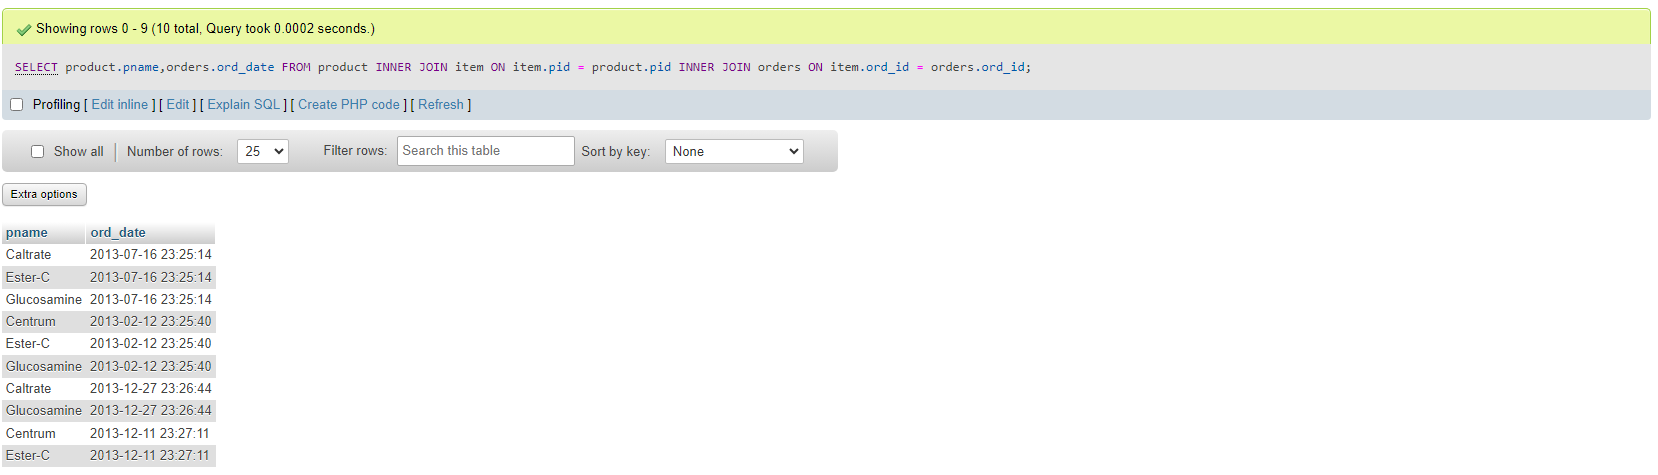 Showing rows 0 - 9 (10 total, Query took 0.0002 seconds.)
SELECT product.pname,orders.ord_date FROM product INNER JOIN item ON item.pid = product.pid INNER JOIN orders ON item.ord_id = orders.ord_id;
Profiling [ Edit inline ] [ Edit ] [ Explain SQL ] [ Create PHP code ] [ Refresh ]
Show all | Number of rows: 25 Filter rows: Search this table Sort by key: None
Extra options
pname ord_date
Caltrate 2013-07-16 23:25:14
Ester-C 2013-07-16 23:25:14
Glucosamine 2013-07-16 23:25:14
Centrum 2013-02-12 23:25:40
Ester-C 2013-02-12 23:25:40
Glucosamine 2013-02-12 23:25:40
Caltrate 2013-12-27 23:26:44
Glucosamine 2013-12-27 23:26:44
Centrum 2013-12-11 23:27:11
Ester-C 2013-12-11 23:27:11